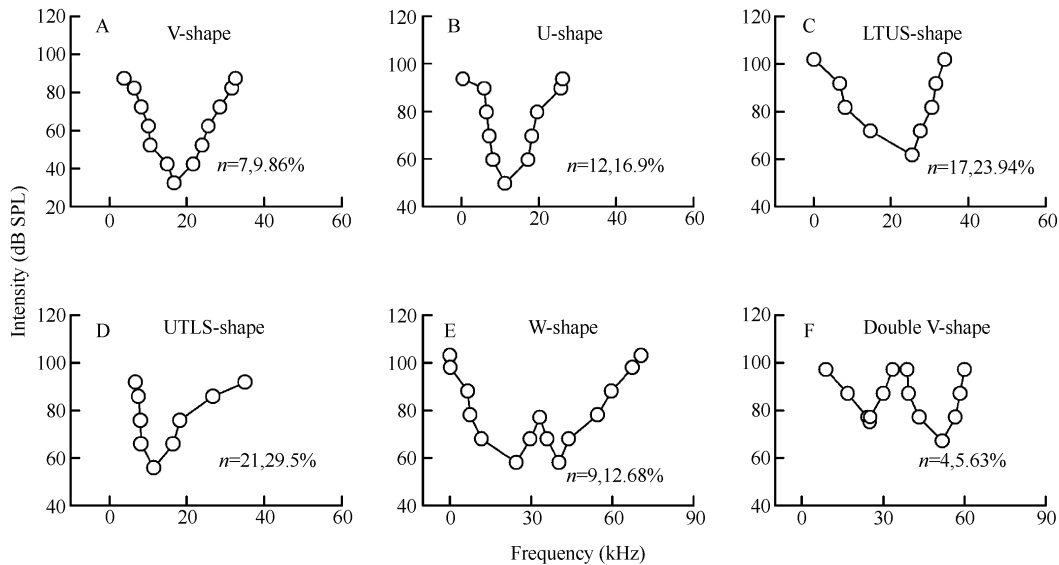 Intensity (dB SPL)
A
V-shape
120
100
80
60
40
20
0
20
40
60
n=7,9.86%
B
U-shape
120
100
80
60
40
0
20
40
60
n=12,16.9%
C
LTUS-shape
120
100
80
60
40
0
20
40
60
n=17,23.94%
D
UTLS-shape
120
100
80
60
40
0
20
40
60
n=21,29.5%
E
W-shape
120
100
80
60
40
0
30
60
90
n=9,12.68%
F
Double V-shape
120
100
80
60
40
0
30
60
90
n=4,5.63%
Frequency (kHz)